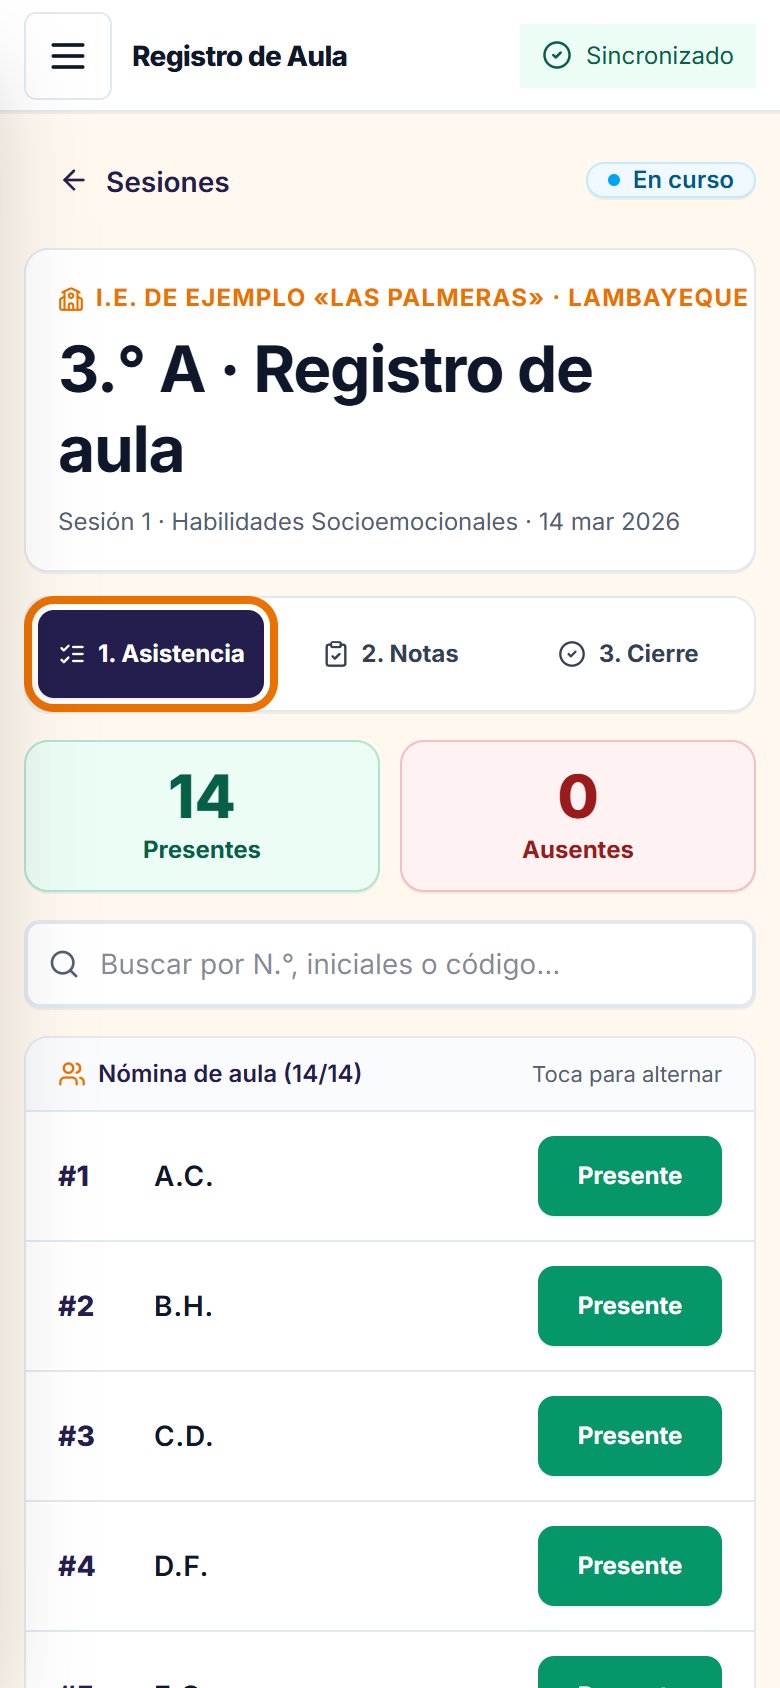 Registro de Aula
Sincronizado
Sesiones
En curso
I.E. DE EJEMPLO «LAS PALMERAS» · LAMBAYEQUE
3.° A · Registro de
aula
Sesión 1 · Habilidades Socioemocionales · 14 mar 2026
1. Asistencia
2. Notas
3. Cierre
14
Presentes
0
Ausentes
Buscar por N.°, iniciales o código...
Nómina de aula (14/14)
Toca para alternar
#1 A.C. Presente
#2 B.H. Presente
#3 C.D. Presente
#4 D.F. Presente